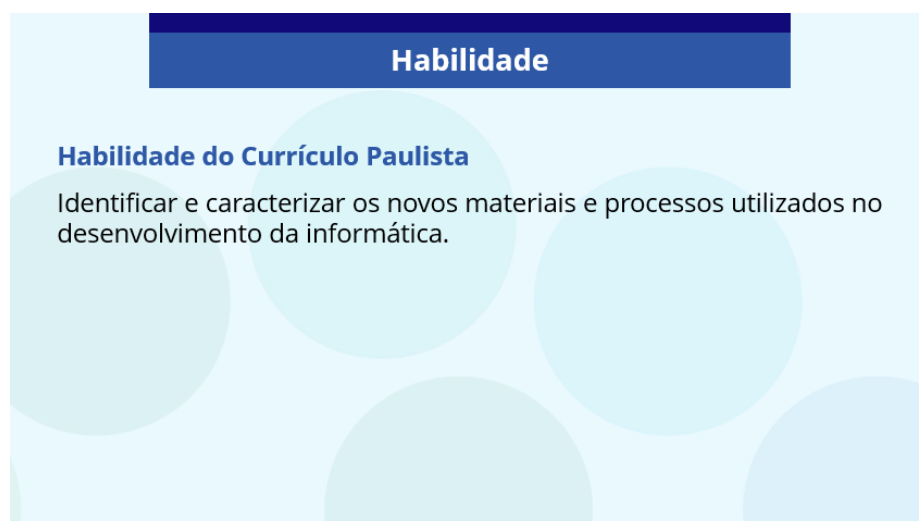 Habilidade
Habilidade do Currículo Paulista
Identificar e caracterizar os novos materiais e processos utilizados no
desenvolvimento da informática.